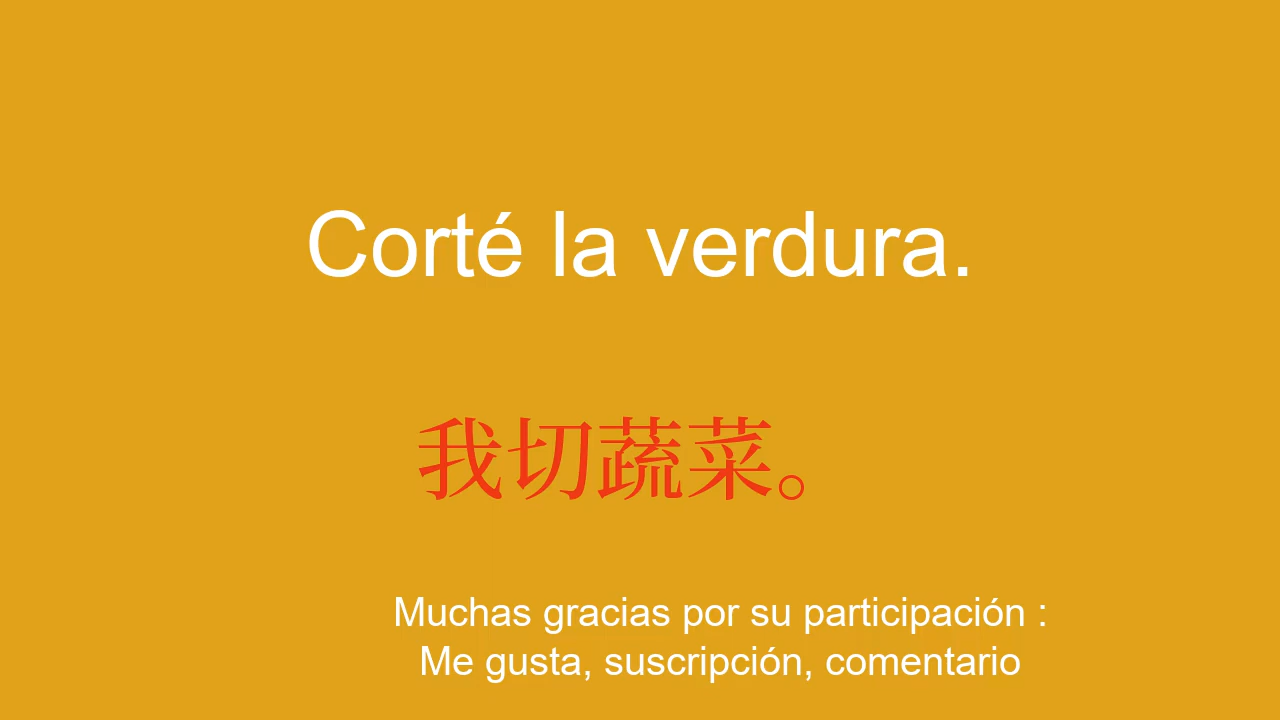 Corté la verdura.
我切蔬菜。
Muchas gracias por su participación :
Me gusta, suscripción, comentario